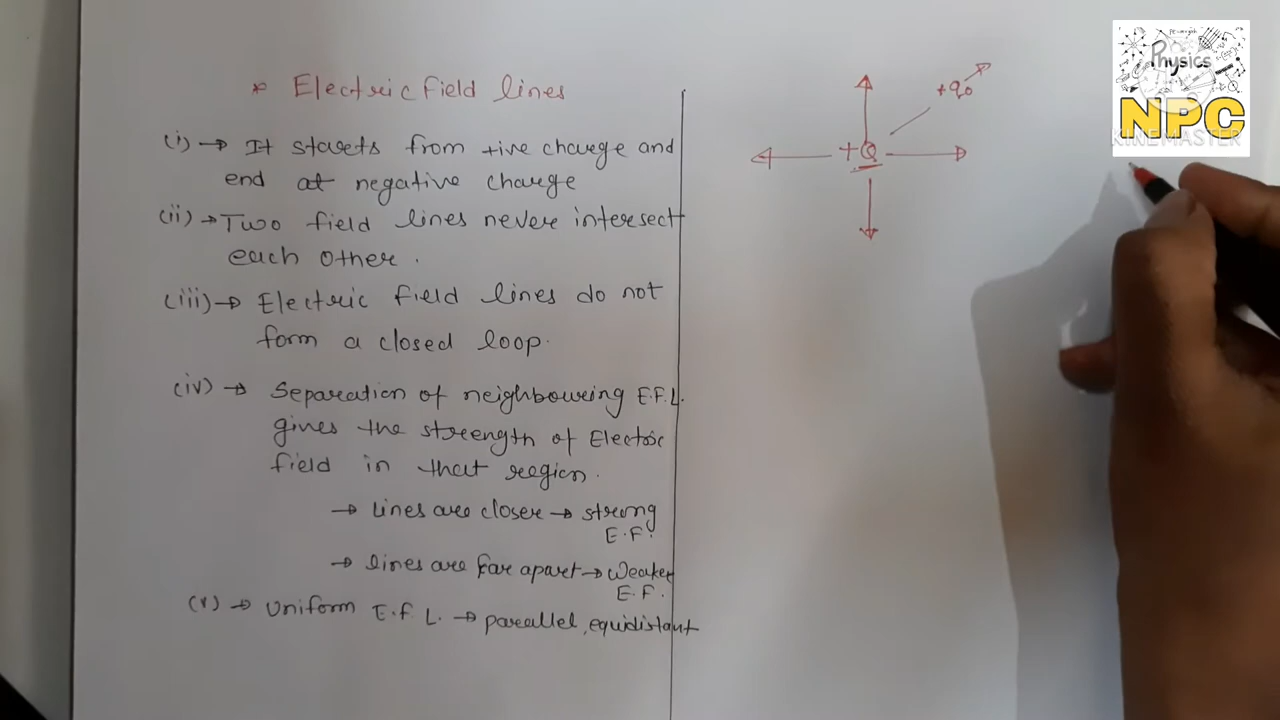 * Electric field lines
(i) → It starts from +ive charge and
end at negative charge
(ii) → Two field lines never intersect
each other.
(iii) → Electric field lines do not
form a closed loop.
(iv) → Separation of neighbouring E.F.L.
gives the strength of Electric
field in that region.
→ lines are closer → strong
E.F.
→ lines are far apart → weaker
E.F.
(v) → Uniform E.f.L. → parallel, equidistant
+q₀
+Q
Physics
NPC
KINEMASTER